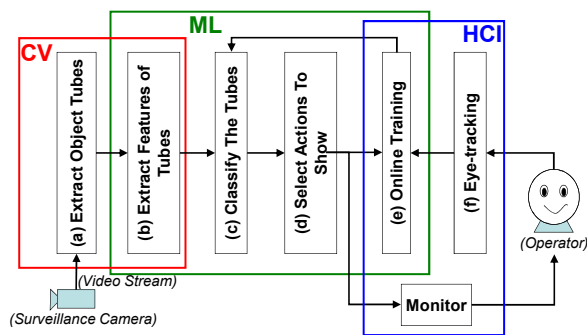 ML
HCI
CV
(a) Extract Object Tubes
(b) Extract Features of
Tubes
(c) Classify The Tubes
(d) Select Actions To
Show
(e) Online Training
(f) Eye-tracking
(Operator)
(Video Stream)
Monitor
(Surveillance Camera)